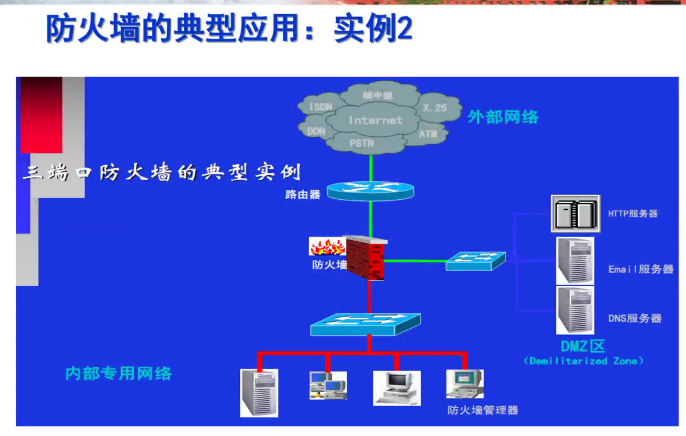 防火墙的典型应用：实例2
三端口防火墙的典型实例
帧中继
ISDN
X.25
Internet
DDN
ATM
PSTN
外部网络
路由器
防火墙
HTTP服务器
Email服务器
DNS服务器
DMZ区
(Demilitarized Zone)
内部专用网络
防火墙管理器